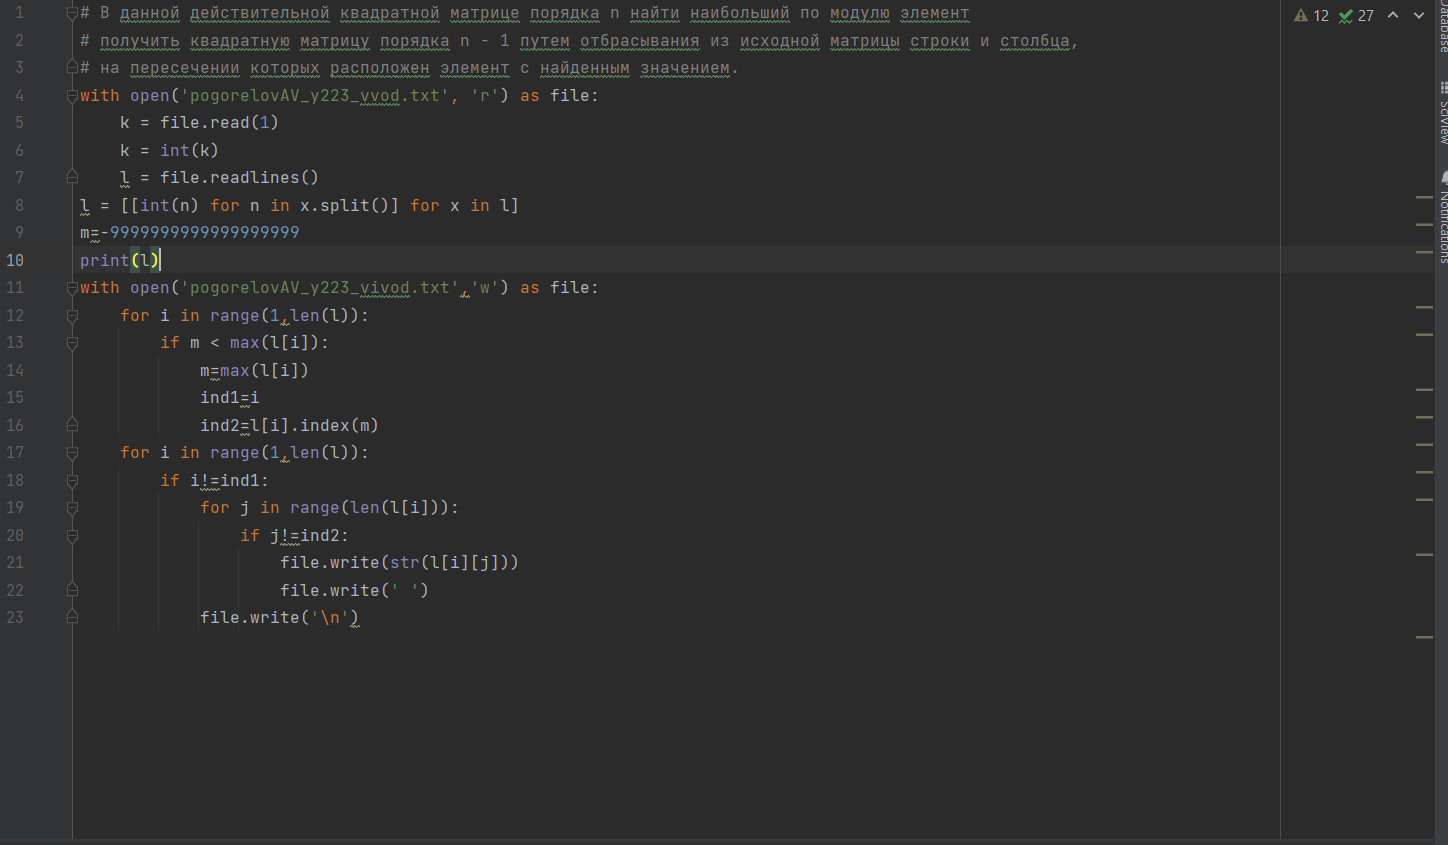 1 # В данной действительной квадратной матрице порядка n найти наибольший по модулю элемент
2 # получить квадратную матрицу порядка n - 1 путем отбрасывания из исходной матрицы строки и столбца,
3 # на пересечении которых расположен элемент с найденным значением.
4 with open('pogorelovAV_y223_vvod.txt', 'r') as file:
5     k = file.read(1)
6     k = int(k)
7     l = file.readlines()
8 l = [[int(n) for n in x.split()] for x in l]
9 m=-9999999999999999999
10 print(l)
11 with open('pogorelovAV_y223_vivod.txt','w') as file:
12     for i in range(1,len(l)):
13         if m < max(l[i]):
14             m=max(l[i])
15             ind1=i
16             ind2=l[i].index(m)
17     for i in range(1,len(l)):
18         if i!=ind1:
19             for j in range(len(l[i])):
20                 if j!=ind2:
21                     file.write(str(l[i][j]))
22                     file.write(' ')
23             file.write('\n')
12 27
Database
SciView
Notifications